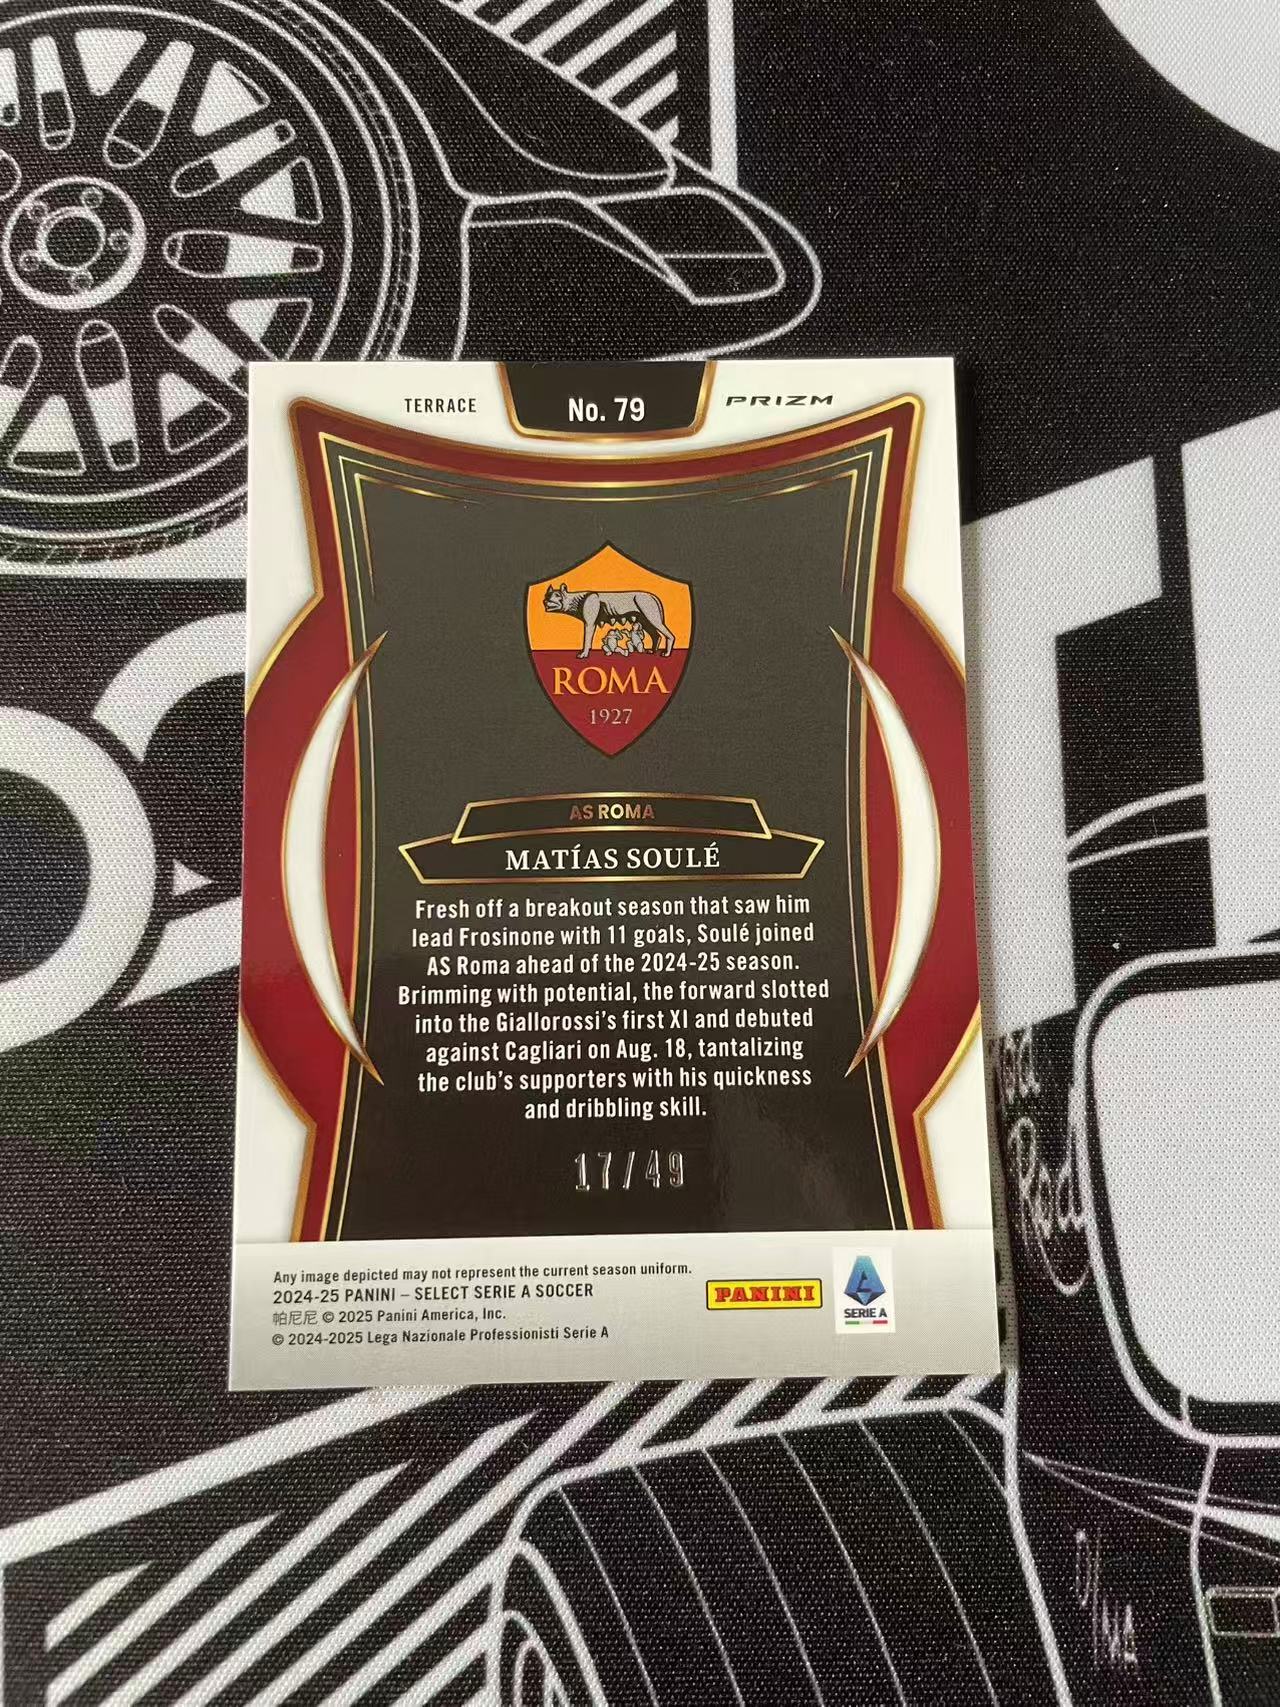 TERRACE
No. 79
PRIZM
ROMA
1927
AS ROMA
MATÍAS SOULÉ
Fresh off a breakout season that saw him
lead Frosinone with 11 goals, Soulé joined
AS Roma ahead of the 2024-25 season.
Brimming with potential, the forward slotted
into the Giallorossi's first XI and debuted
against Cagliari on Aug. 18, tantalizing
the club's supporters with his quickness
and dribbling skill.
17/49
Any image depicted may not represent the current season uniform.
2024-25 PANINI – SELECT SERIE A SOCCER
帕尼尼 © 2025 Panini America, Inc.
© 2024-2025 Lega Nazionale Professionisti Serie A
PANINI
SERIE A